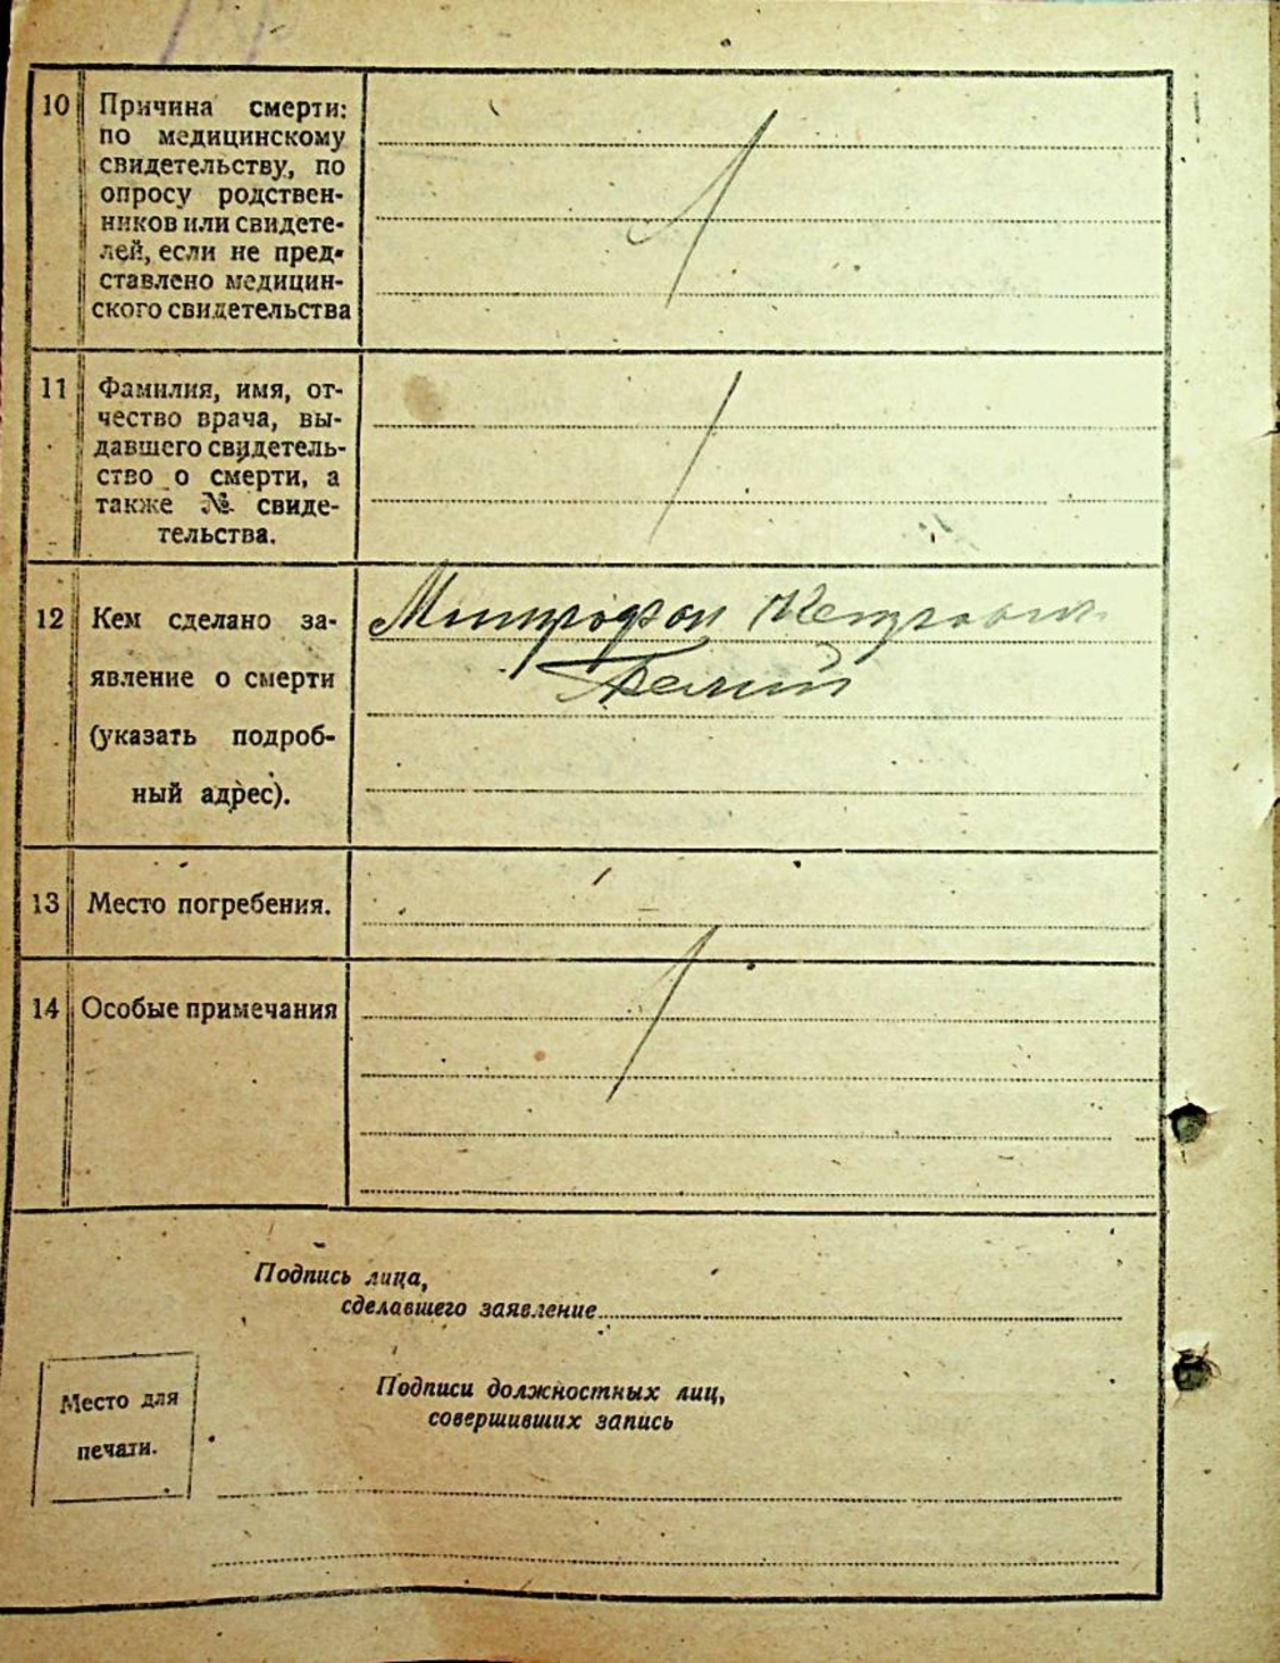 10 Причина смерти:
по медицинскому
свидетельству, по
опросу родствен-
ников или свидете-
лей, если не пред-
ставлено медицин-
ского свидетельства
11 Фамилия, имя, от-
чество врача, вы-
давшего свидетель-
ство о смерти, а
также № свиде-
тельства.
12 Кем сделано за-
явление о смерти
(указать подроб-
ный адрес).
Митрофан Петрович
Белий
13 Место погребения.
14 Особые примечания
Подпись лица,
сделавшего заявление
Подписи должностных лиц,
совершивших запись
Место для
печати.